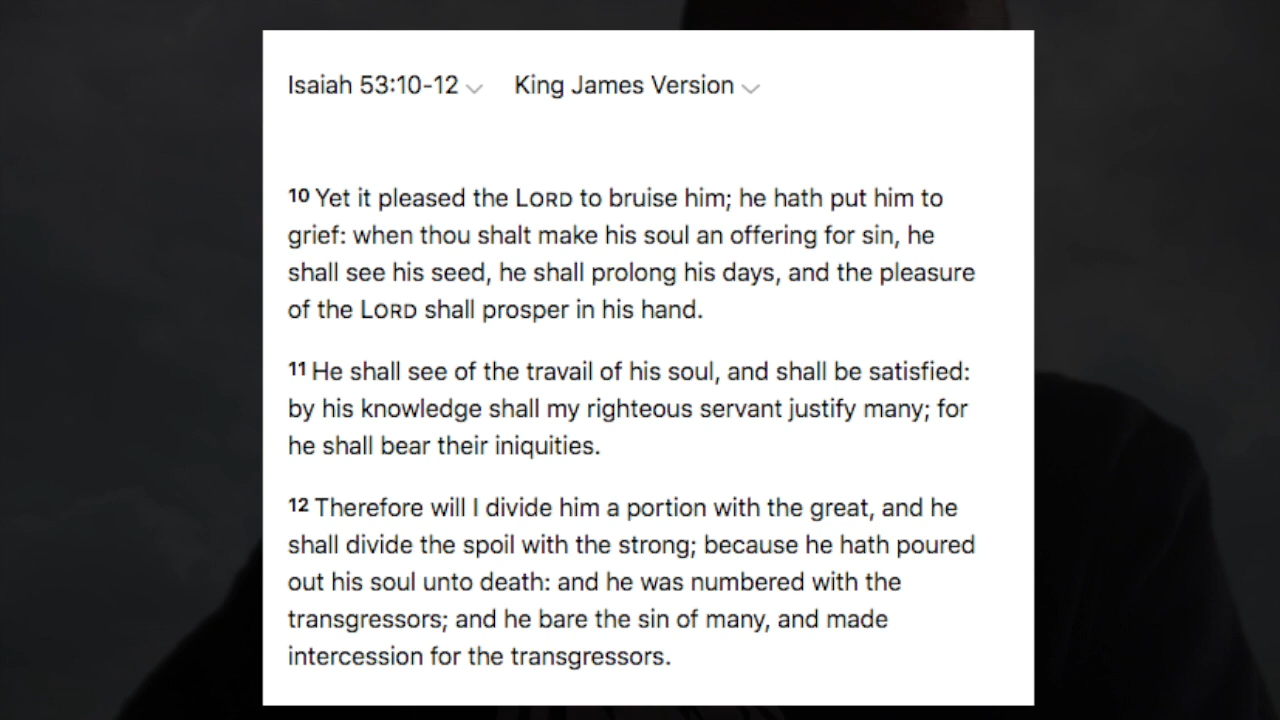 Isaiah 53:10-12 King James Version
10 Yet it pleased the LORD to bruise him; he hath put him to
grief: when thou shalt make his soul an offering for sin, he
shall see his seed, he shall prolong his days, and the pleasure
of the LORD shall prosper in his hand.
11 He shall see of the travail of his soul, and shall be satisfied:
by his knowledge shall my righteous servant justify many; for
he shall bear their iniquities.
12 Therefore will I divide him a portion with the great, and he
shall divide the spoil with the strong; because he hath poured
out his soul unto death: and he was numbered with the
transgressors; and he bare the sin of many, and made
intercession for the transgressors.